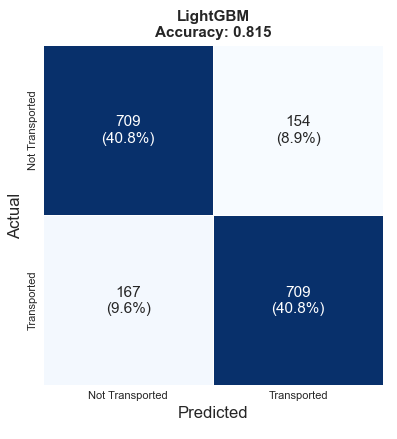 LightGBM
Accuracy: 0.815
Actual
Not Transported
709
(40.8%)
154
(8.9%)
Transported
167
(9.6%)
709
(40.8%)
Not Transported
Transported
Predicted